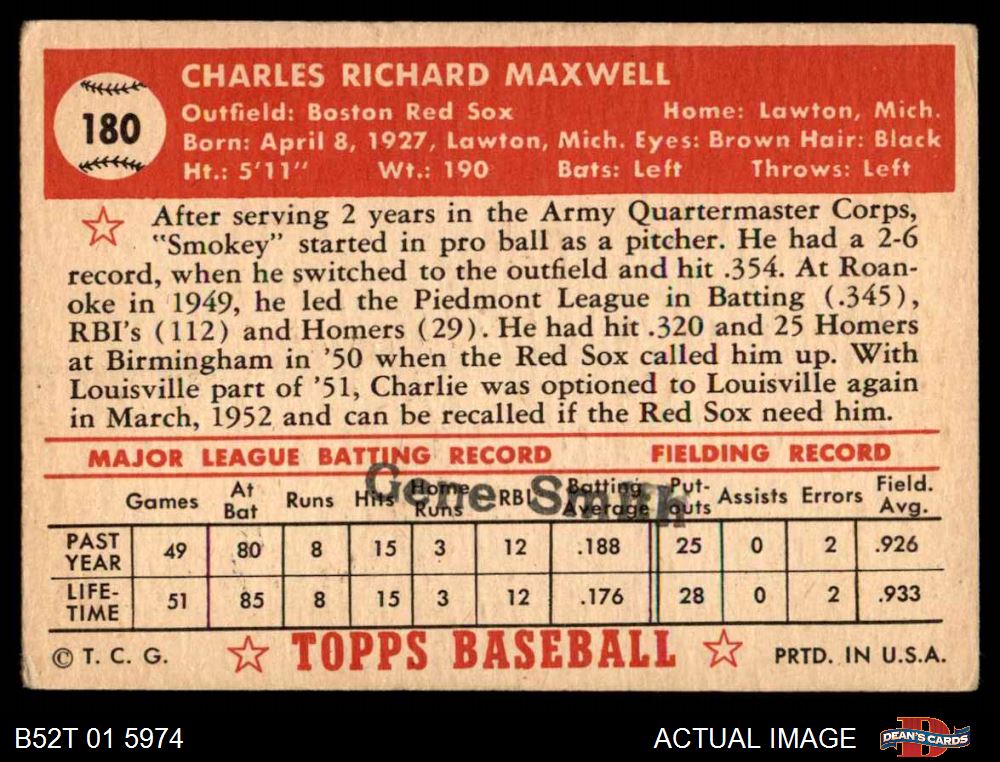 CHARLES RICHARD MAXWELL
180
Outfield: Boston Red Sox Home: Lawton, Mich.
Born: April 8, 1927, Lawton, Mich. Eyes: Brown Hair: Black
Ht.: 5'11" Wt.: 190 Bats: Left Throws: Left
After serving 2 years in the Army Quartermaster Corps,
"Smokey" started in pro ball as a pitcher. He had a 2-6
record, when he switched to the outfield and hit .354. At Roan-
oke in 1949, he led the Piedmont League in Batting (.345),
RBI's (112) and Homers (29). He had hit .320 and 25 Homers
at Birmingham in '50 when the Red Sox called him up. With
Louisville part of '51, Charlie was optioned to Louisville again
in March, 1952 and can be recalled if the Red Sox need him.
MAJOR LEAGUE BATTING RECORD FIELDING RECORD
Games At Bat Runs Hits Home Runs RBI Batting Average Put-outs Assists Errors Field. Avg.
Gene Smith
PAST YEAR 49 80 8 15 3 12 .188 25 0 2 .926
LIFE-TIME 51 85 8 15 3 12 .176 28 0 2 .933
© T. C. G. TOPPS BASEBALL PRTD. IN U.S.A.
B52T 01 5974 ACTUAL IMAGE D DEAN'S CARDS